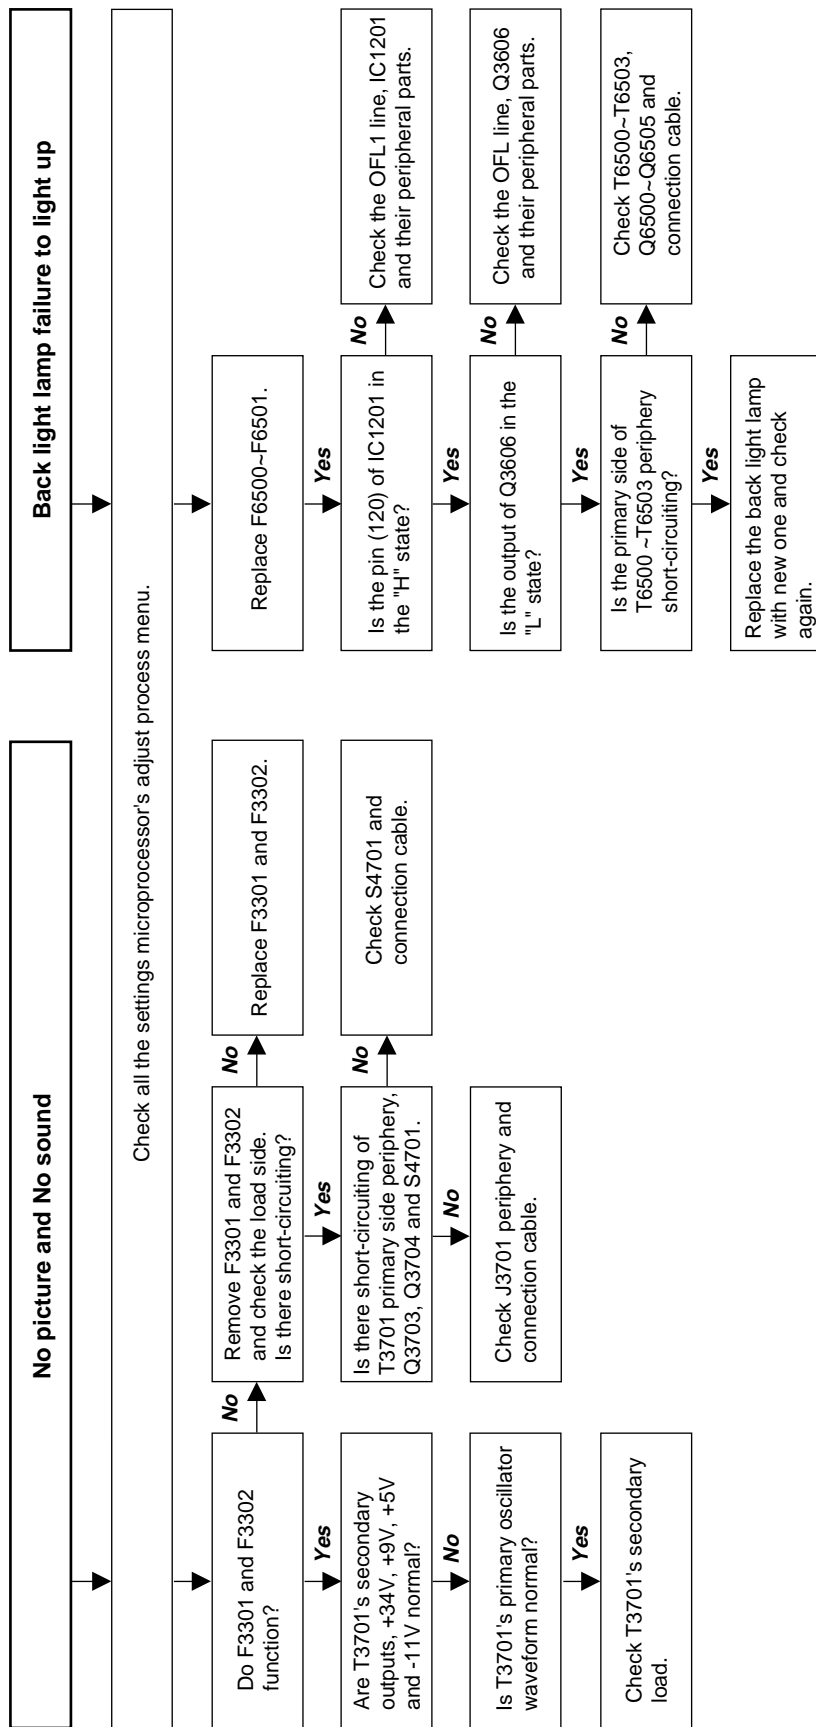 No picture and No sound
Back light lamp failure to light up
Check all the settings microprocessor's adjust process menu.
Do F3301 and F3302
function?
No
Remove F3301 and F3302
and check the load side.
Is there short-circuiting?
No
Replace F3301 and F3302.
Yes
Are T3701's secondary
outputs, +34V, +9V, +5V
and -11V normal?
Yes
Is there short-circuiting of
T3701 primary side periphery,
Q3703, Q3704 and S4701.
No
Check S4701 and
connection cable.
No
Is T3701's primary oscillator
waveform normal?
No
Check J3701 periphery and
connection cable.
Yes
Check T3701's secondary
load.
Replace F6500~F6501.
Yes
Is the pin (120) of IC1201 in
the "H" state?
No
Check the OFL1 line, IC1201
and their peripheral parts.
Yes
Is the output of Q3606 in the
"L" state?
No
Check the OFL line, Q3606
and their peripheral parts.
Yes
Is the primary side of
T6500 ~T6503 periphery
short-circuiting?
No
Check T6500~T6503,
Q6500~Q6505 and
connection cable.
Yes
Replace the back light lamp
with new one and check
again.